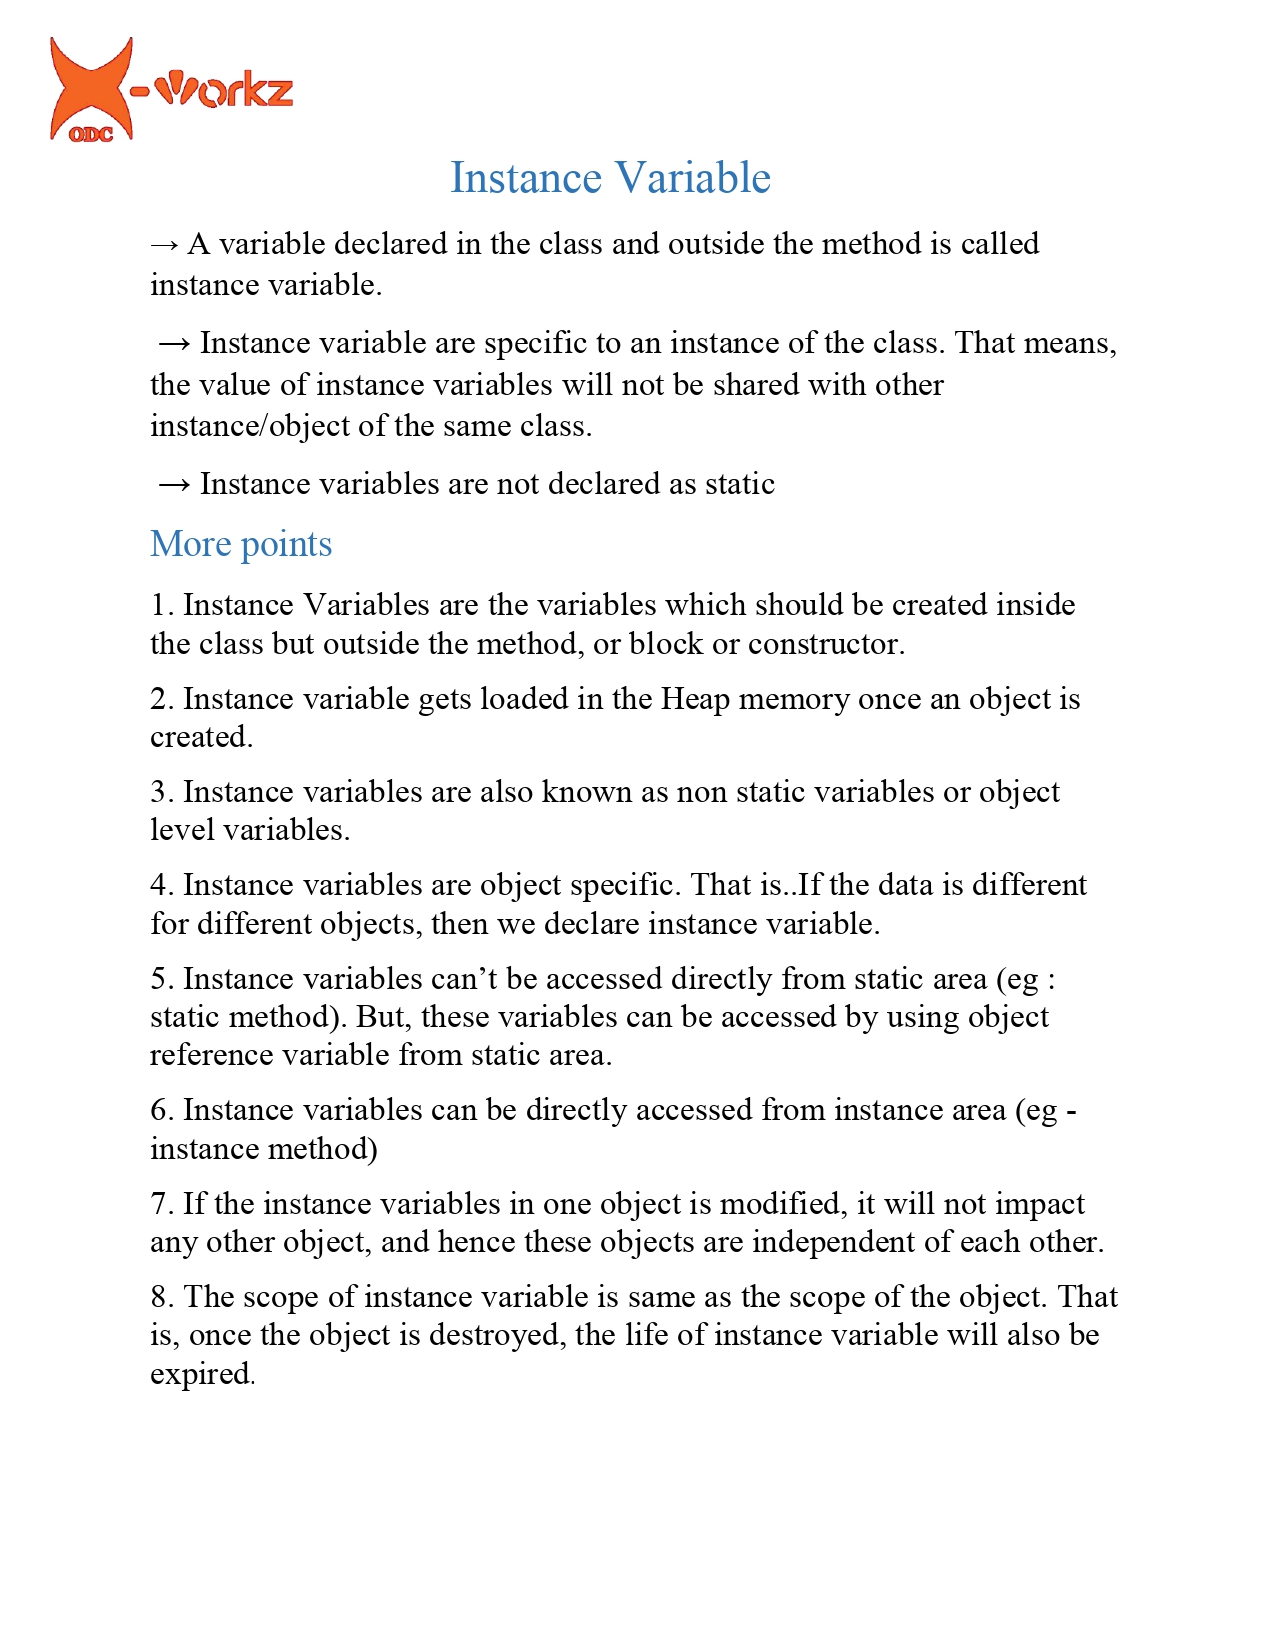 X-Workz
ODC
Instance Variable
→ A variable declared in the class and outside the method is called
instance variable.
→ Instance variable are specific to an instance of the class. That means,
the value of instance variables will not be shared with other
instance/object of the same class.
→ Instance variables are not declared as static
More points
1. Instance Variables are the variables which should be created inside
the class but outside the method, or block or constructor.
2. Instance variable gets loaded in the Heap memory once an object is
created.
3. Instance variables are also known as non static variables or object
level variables.
4. Instance variables are object specific. That is..If the data is different
for different objects, then we declare instance variable.
5. Instance variables can’t be accessed directly from static area (eg :
static method). But, these variables can be accessed by using object
reference variable from static area.
6. Instance variables can be directly accessed from instance area (eg -
instance method)
7. If the instance variables in one object is modified, it will not impact
any other object, and hence these objects are independent of each other.
8. The scope of instance variable is same as the scope of the object. That
is, once the object is destroyed, the life of instance variable will also be
expired.